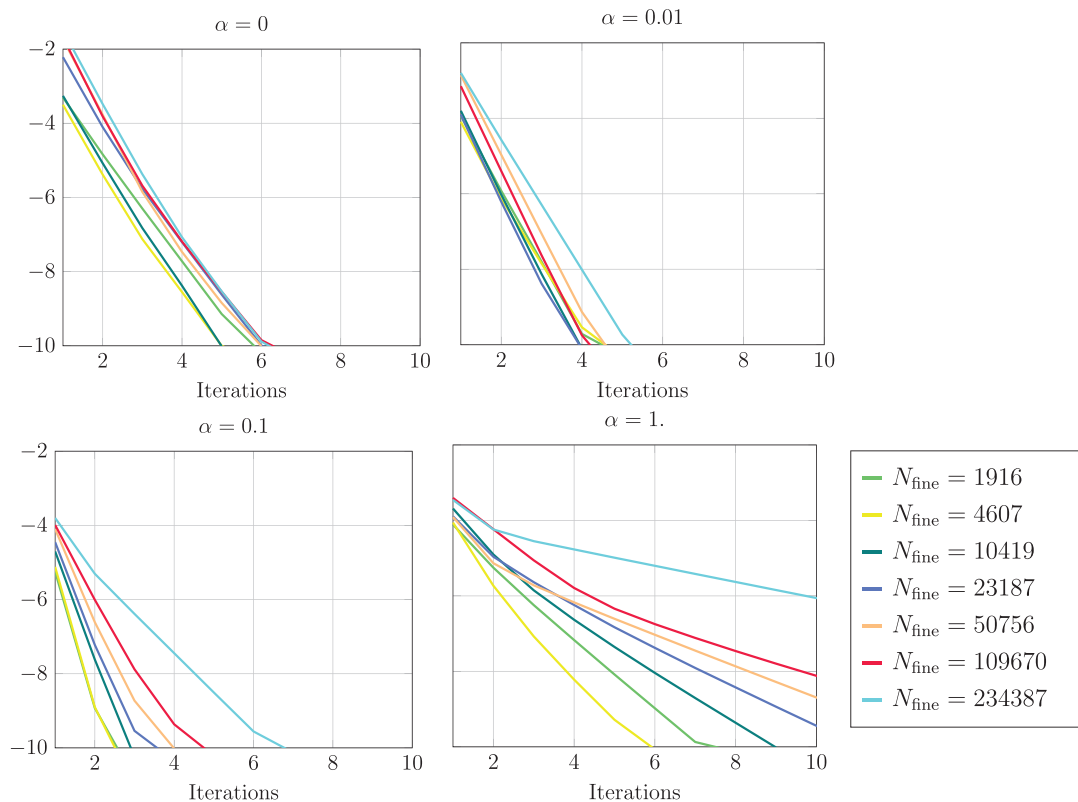 α = 0
−2
−4
−6
−8
−10
2 4 6 8 10
Iterations
α = 0.01
2 4 6 8 10
Iterations
α = 0.1
−2
−4
−6
−8
−10
2 4 6 8 10
Iterations
α = 1.
2 4 6 8 10
Iterations
N_fine = 1916
N_fine = 4607
N_fine = 10419
N_fine = 23187
N_fine = 50756
N_fine = 109670
N_fine = 234387